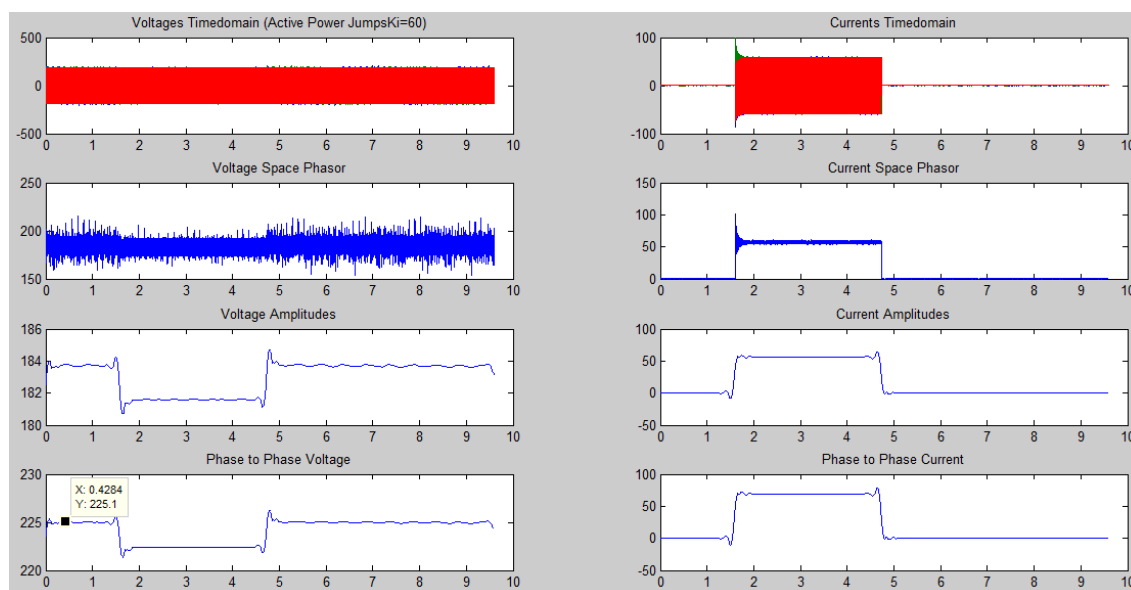 Voltages Timedomain (Active Power JumpsKi=60)
500
0
-500
0 1 2 3 4 5 6 7 8 9 10
Currents Timedomain
100
0
-100
0 1 2 3 4 5 6 7 8 9 10
Voltage Space Phasor
250
200
150
0 1 2 3 4 5 6 7 8 9 10
Current Space Phasor
150
100
50
0
0 1 2 3 4 5 6 7 8 9 10
Voltage Amplitudes
186
184
182
180
0 1 2 3 4 5 6 7 8 9 10
Current Amplitudes
100
50
0
-50
0 1 2 3 4 5 6 7 8 9 10
Phase to Phase Voltage
230
225
220
X: 0.4284
Y: 225.1
0 1 2 3 4 5 6 7 8 9 10
Phase to Phase Current
100
50
0
-50
0 1 2 3 4 5 6 7 8 9 10